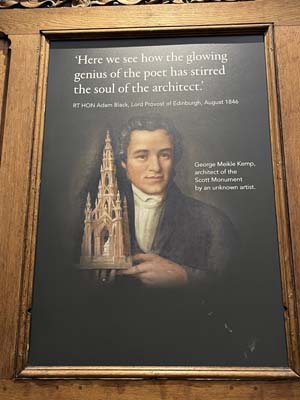 ‘Here we see how the glowing
genius of the poet has stirred
the soul of the architect.’
RT HON Adam Black, Lord Provost of Edinburgh, August 1846
George Meikle Kemp,
architect of the
Scott Monument
by an unknown artist.